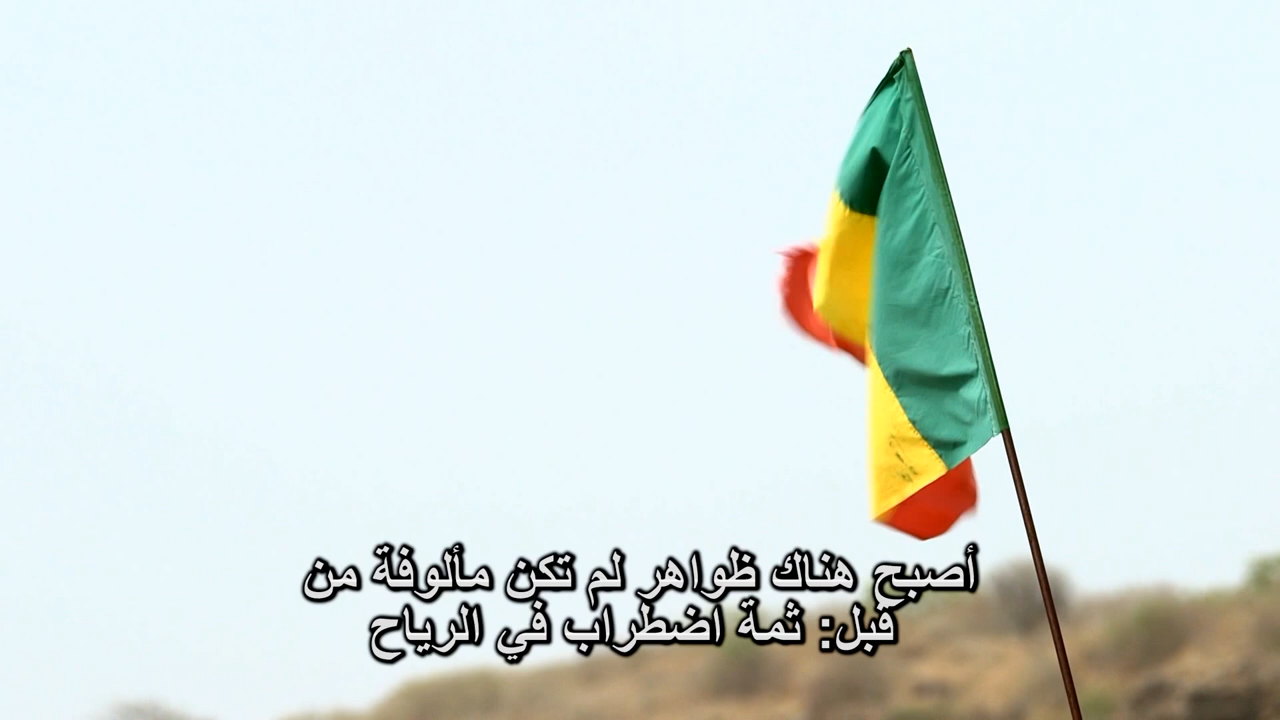 أصبح هناك ظواهر لم تكن مألوفة من
قبل: ثمة اضطراب في الرياح